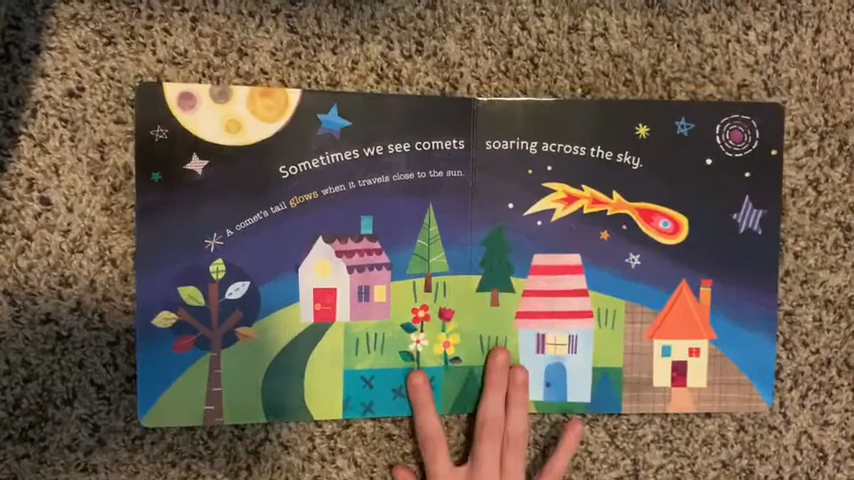 Sometimes we see comets soaring across the sky.
A comet's tail glows when it travels close to the sun.